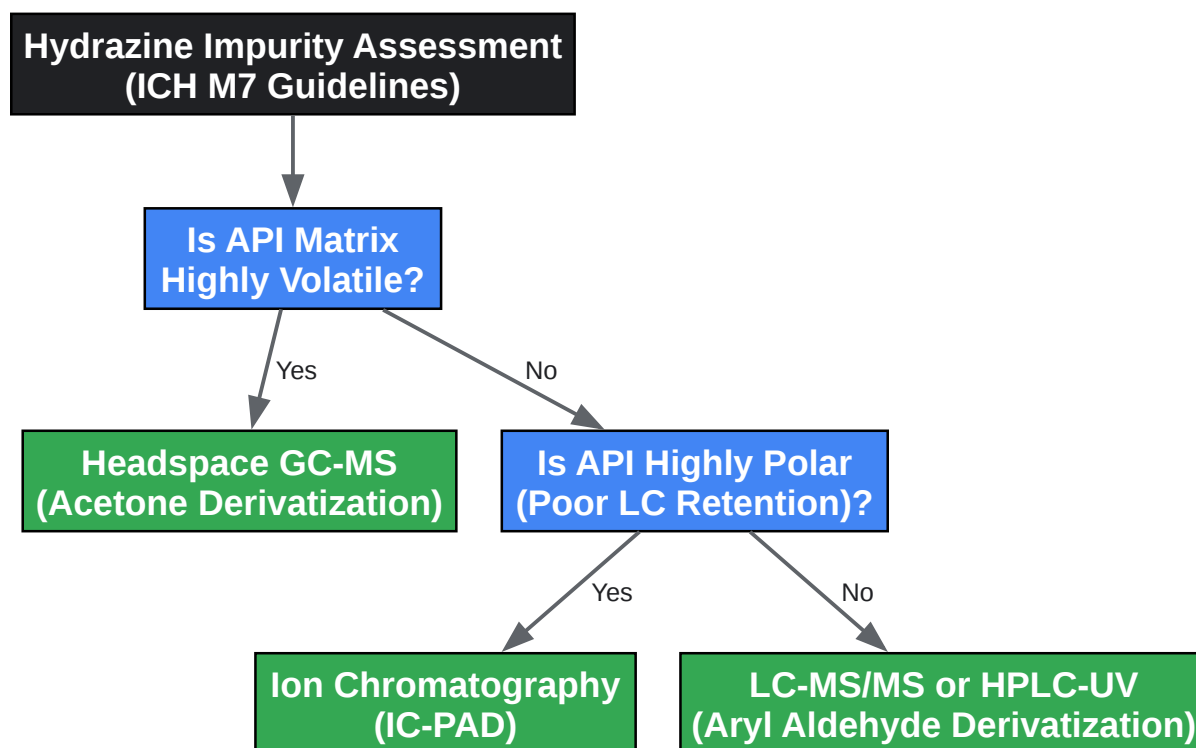 Hydrazine Impurity Assessment
(ICH M7 Guidelines)
Is API Matrix
Highly Volatile?
Yes
No
Headspace GC-MS
(Acetone Derivatization)
Is API Highly Polar
(Poor LC Retention)?
Yes
No
Ion Chromatography
(IC-PAD)
LC-MS/MS or HPLC-UV
(Aryl Aldehyde Derivatization)